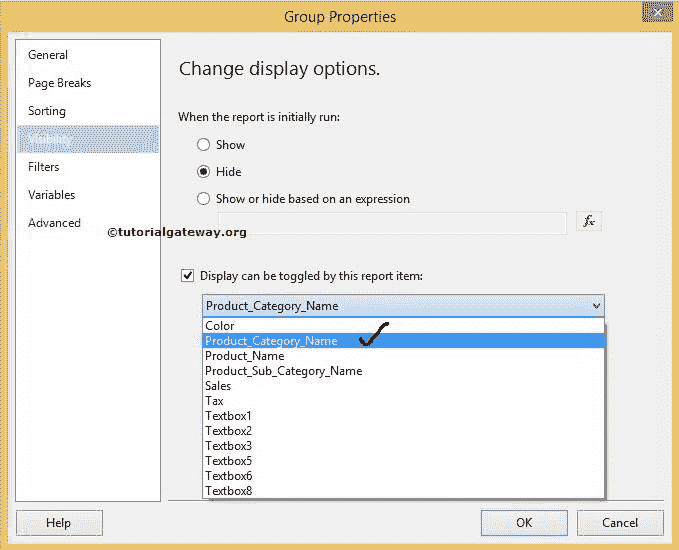 Group Properties
General
Page Breaks
Sorting
Visibility
Filters
Variables
Advanced
©tutorialgateway.org
Change display options.
When the report is initially run:
Show
Hide
Show or hide based on an expression
fx
Display can be toggled by this report item:
Product_Category_Name
Color
Product_Category_Name
Product_Name
Product_Sub_Category_Name
Sales
Tax
Textbox1
Textbox2
Textbox3
Textbox5
Textbox6
Textbox8
Help
OK
Cancel